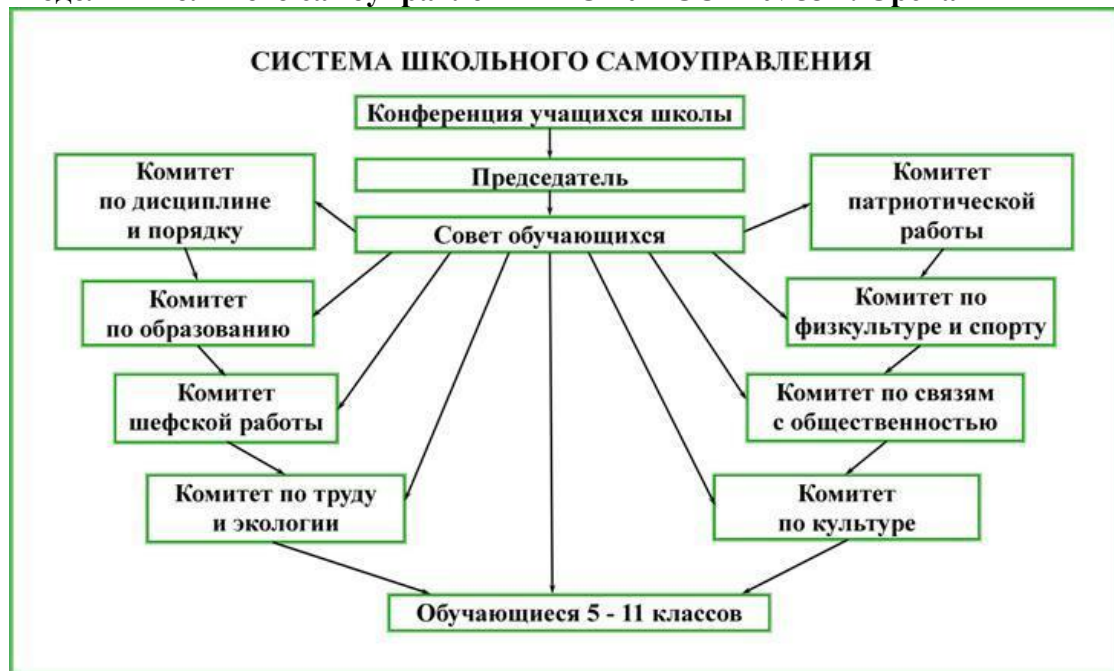 СИСТЕМА ШКОЛЬНОГО САМОУПРАВЛЕНИЯ
Конференция учащихся школы
Председатель
Совет обучающихся
Комитет
по дисциплине
и порядку
Комитет
по образованию
Комитет
шефской работы
Комитет по труду
и экологии
Комитет
патриотической
работы
Комитет по
физкультуре и спорту
Комитет по связям
с общественностью
Комитет
по культуре
Обучающиеся 5 - 11 классов